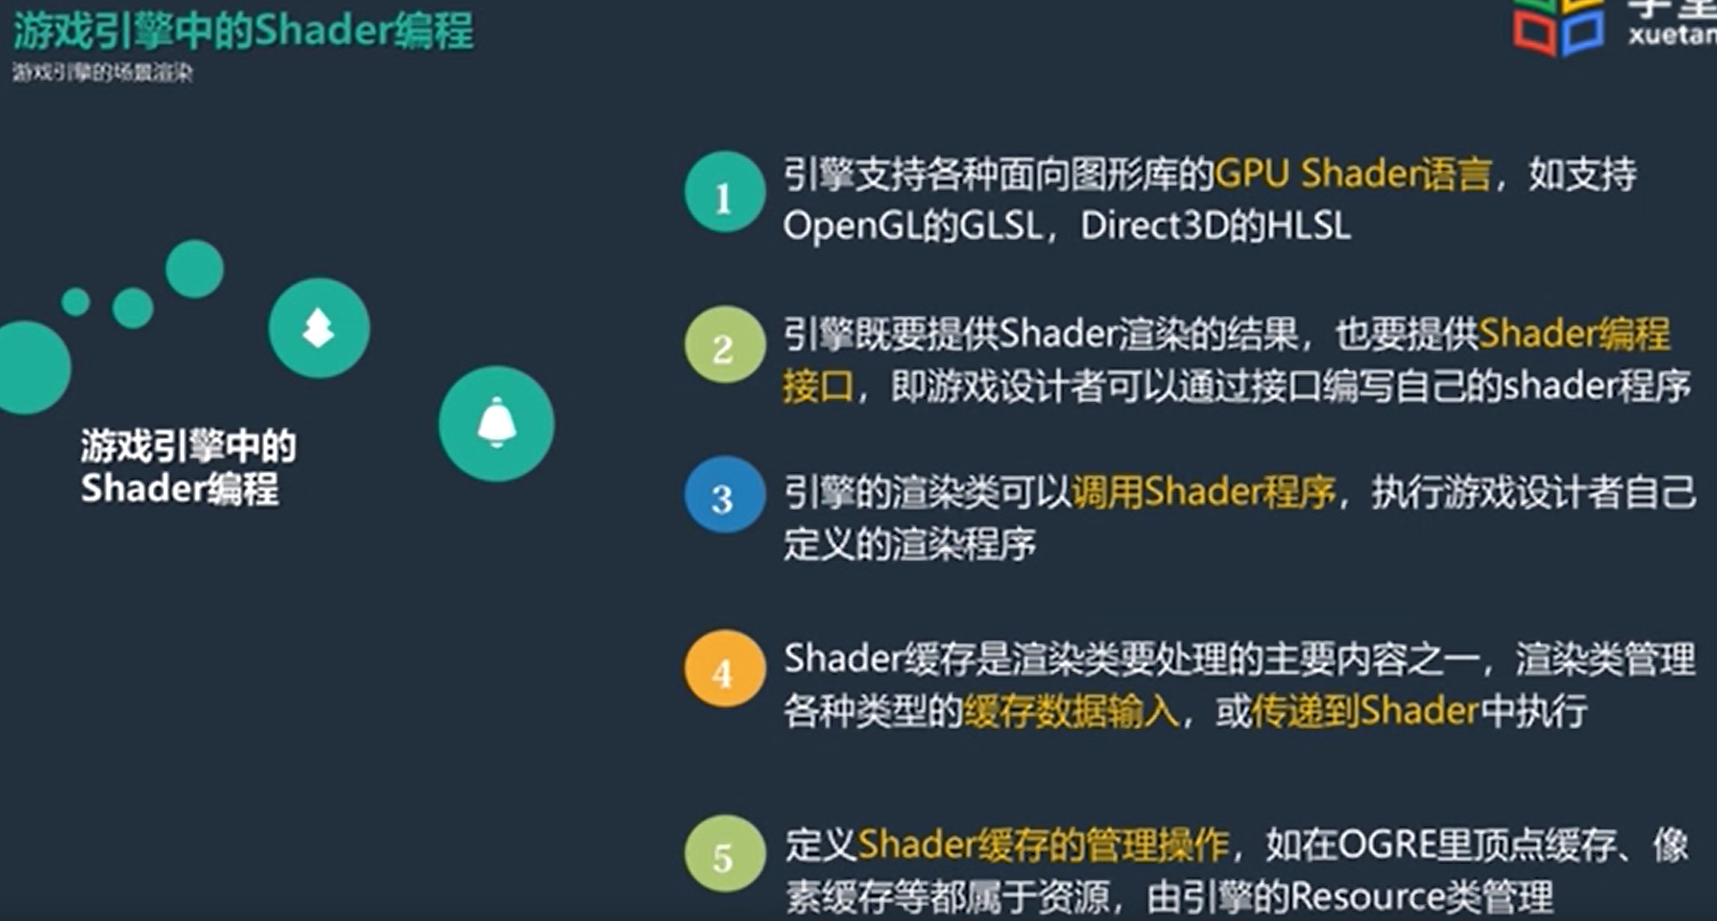 游戏引擎中的Shader编程
游戏引擎的场景渲染
xuetan
1
引擎支持各种面向图形库的GPU Shader语言，如支持
OpenGL的GLSL，Direct3D的HLSL
2
引擎既要提供Shader渲染的结果，也要提供Shader编程
接口，即游戏设计者可以通过接口编写自己的shader程序
游戏引擎中的
Shader编程
3
引擎的渲染类可以调用Shader程序，执行游戏设计者自己
定义的渲染程序
4
Shader缓存是渲染类要处理的主要内容之一，渲染类管理
各种类型的缓存数据输入，或传递到Shader中执行
5
定义Shader缓存的管理操作，如在OGRE里顶点缓存、像
素缓存等都属于资源，由引擎的Resource类管理